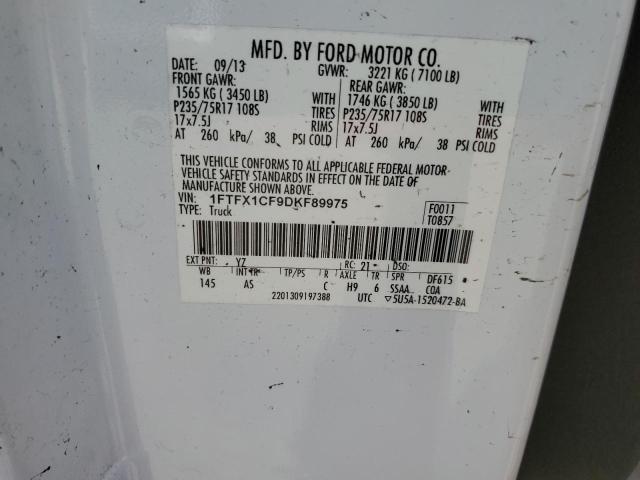 MFD. BY FORD MOTOR CO.
DATE: 09/13 GVWR: 3221 KG ( 7100 LB)
FRONT GAWR: REAR GAWR:
1565 KG ( 3450 LB) WITH 1746 KG ( 3850 LB) WITH
P235/75R17 108S TIRES P235/75R17 108S TIRES
17x7.5J RIMS 17x7.5J RIMS
AT 260 kPa/ 38 PSI COLD AT 260 kPa/ 38 PSI COLD
THIS VEHICLE CONFORMS TO ALL APPLICABLE FEDERAL MOTOR
VEHICLE SAFETY STANDARDS IN EFFECT ON THE DATE OF
MANUFACTURE SHOWN ABOVE.
VIN: 1FTFX1CF9DKF89975 F0011
TYPE: Truck T0857
EXT PNT: YZ RC: 21 DSO:
WB INT TR TP/PS R AXLE TR SPR DF615
145 AS C H9 6 SSAA COA
2201309197388 UTC ▽5U5A-1520472-BA